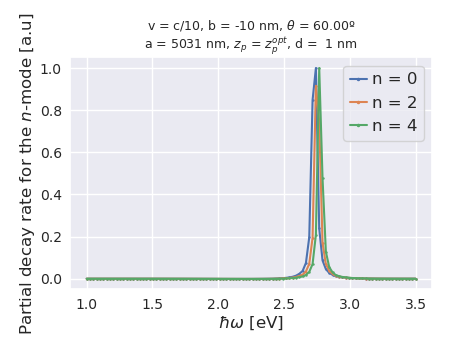 v = c/10, b = -10 nm, θ = 60.00º
a = 5031 nm, z_p = z_p^{opt}, d =  1 nm
Partial decay rate for the n-mode [a.u]
1.0
0.8
0.6
0.4
0.2
0.0
n = 0
n = 2
n = 4
1.0 1.5 2.0 2.5 3.0 3.5
ħω [eV]